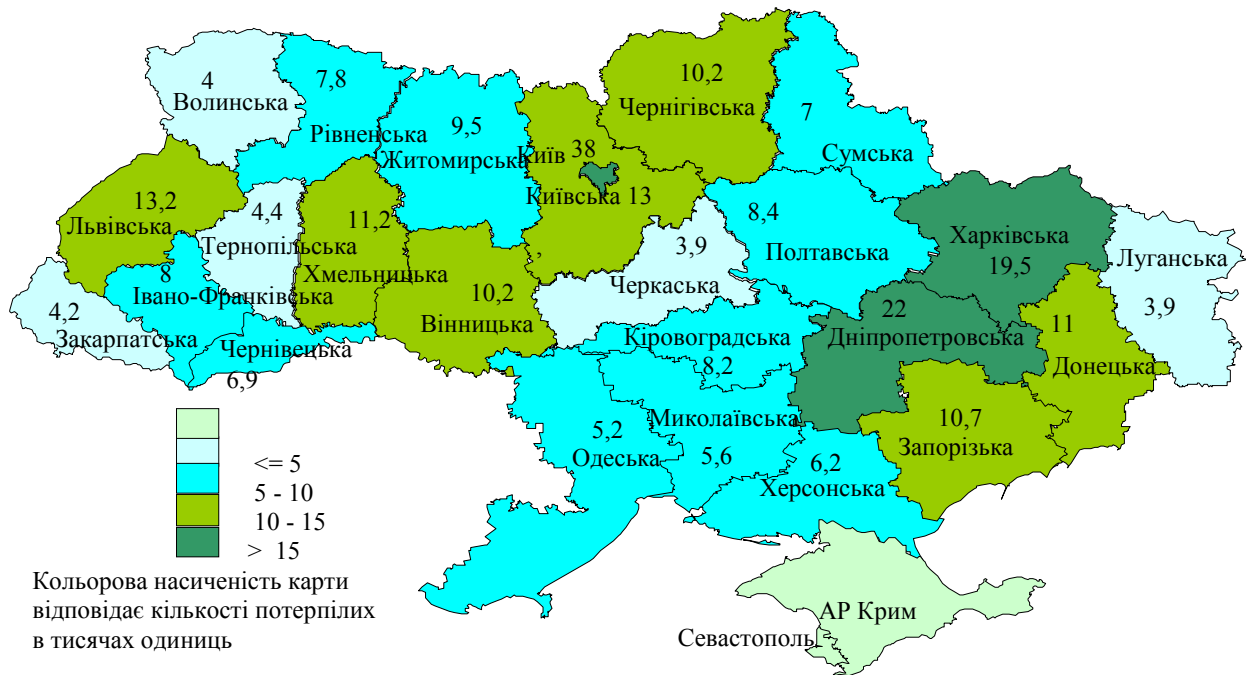 4
Волинська
7,8
Рівненська
9,5
Житомирська
Київ 38
Київська 13
10,2
Чернігівська
7
Сумська
13,2
Львівська
4,4
Тернопільська
11,2
Хмельницька
10,2
Вінницька
3,9
Черкаська
8,4
Полтавська
Харківська
19,5
Луганська
3,9
8
Івано-Франківська
4,2
Закарпатська
Чернівецька
6,9
Кіровоградська
8,2
22
Дніпропетровська
11
Донецька
5,2
Одеська
Миколаївська
5,6
6,2
Херсонська
10,7
Запорізька
АР Крим
Севастополь
<= 5
5 - 10
10 - 15
> 15
Кольорова насиченість карти
відповідає кількості потерпілих
в тисячах одиниць